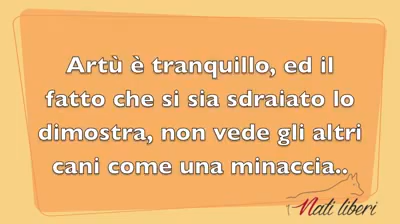 Artù è tranquillo, ed il
fatto che si sia sdraiato lo
dimostra, non vede gli altri
cani come una minaccia..
Nati liberi